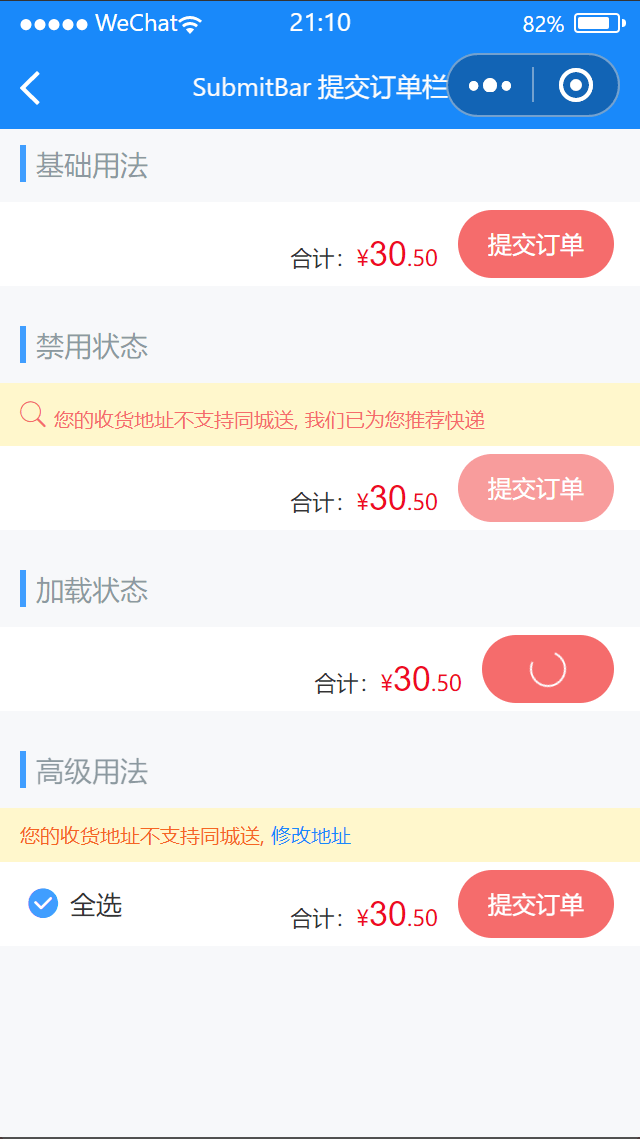 WeChat 21:10 82%
SubmitBar 提交订单栏
基础用法
合计：¥30.50 提交订单
禁用状态
您的收货地址不支持同城送, 我们已为您推荐快递
合计：¥30.50 提交订单
加载状态
合计：¥30.50
高级用法
您的收货地址不支持同城送, 修改地址
全选 合计：¥30.50 提交订单